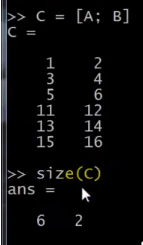 >> C = [A; B]
C =
1 2
3 4
5 6
11 12
13 14
15 16
>> size(C)
ans =
6 2